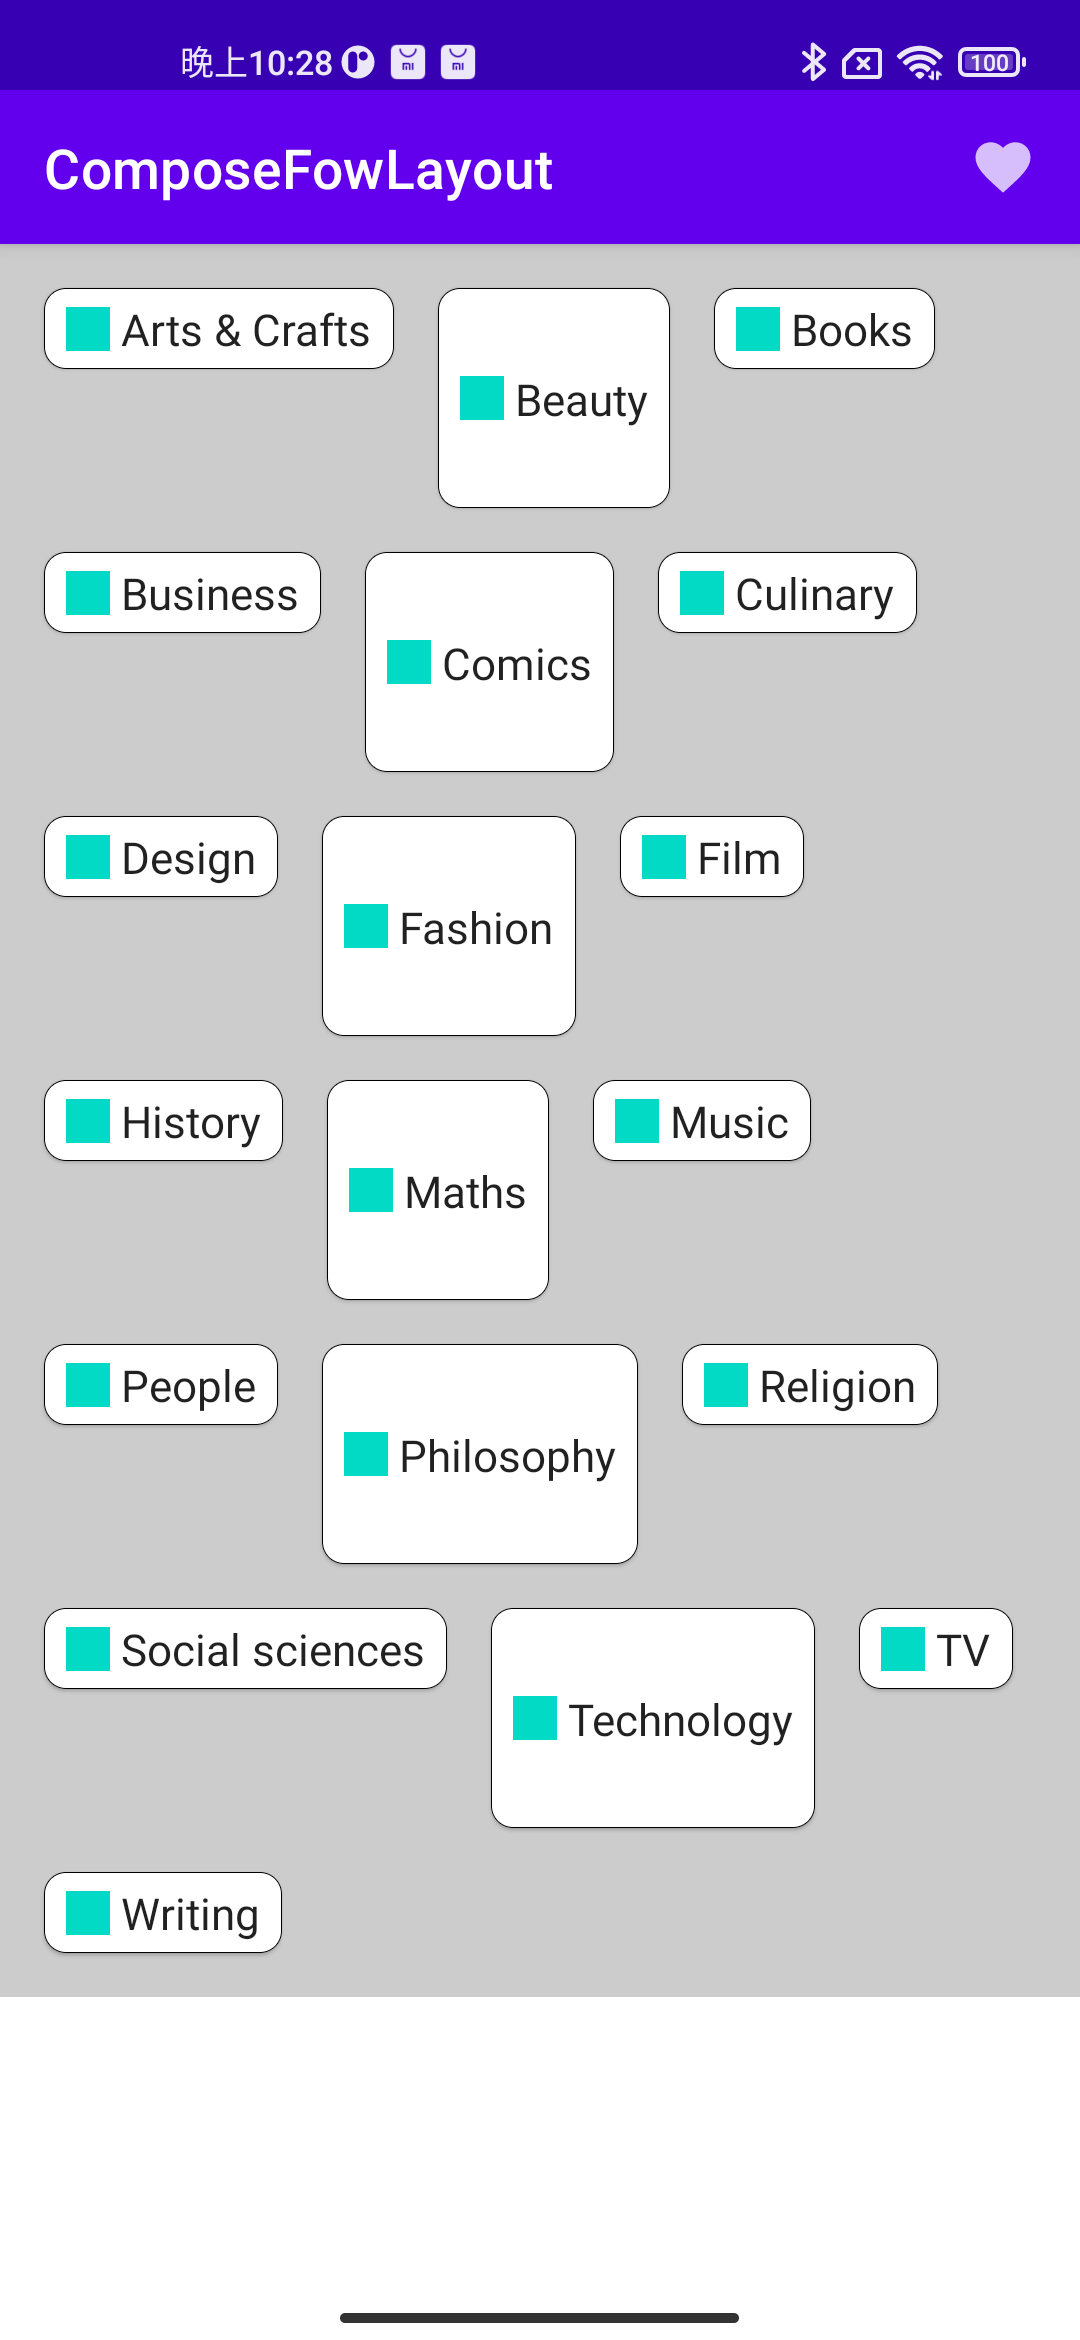 晚上10:28 100
ComposeFowLayout
Arts & Crafts
Beauty
Books
Business
Comics
Culinary
Design
Fashion
Film
History
Maths
Music
People
Philosophy
Religion
Social sciences
Technology
TV
Writing